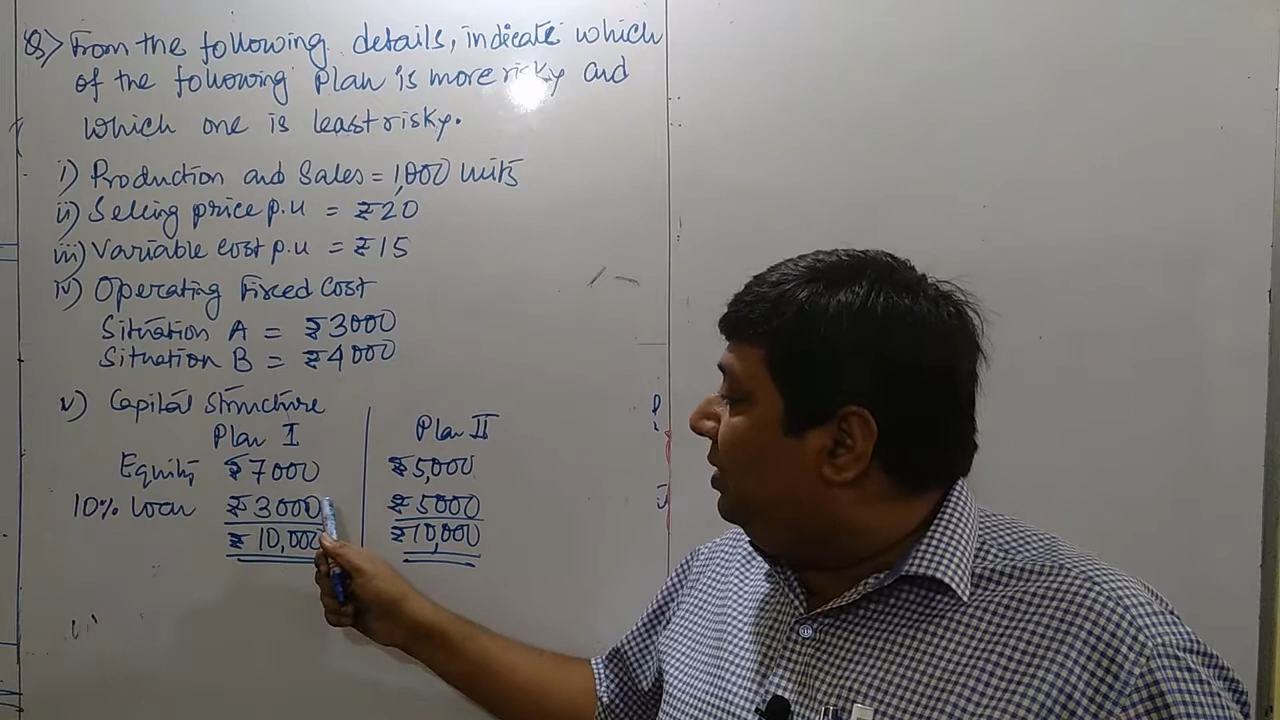 Q> From the following details, indicate which
of the following Plan is more risky and
which one is least risky.
i) Production and Sales = 1,000 units
ii) Selling price p.u = ₹20
iii) Variable cost p.u = ₹15
iv) Operating Fixed Cost
Situation A = ₹3000
Situation B = ₹4000
v) Capital Structure
Plan I Plan II
Equity ₹7000 ₹5,000
10% Loan ₹3000 ₹5000
₹10,000 ₹10,000